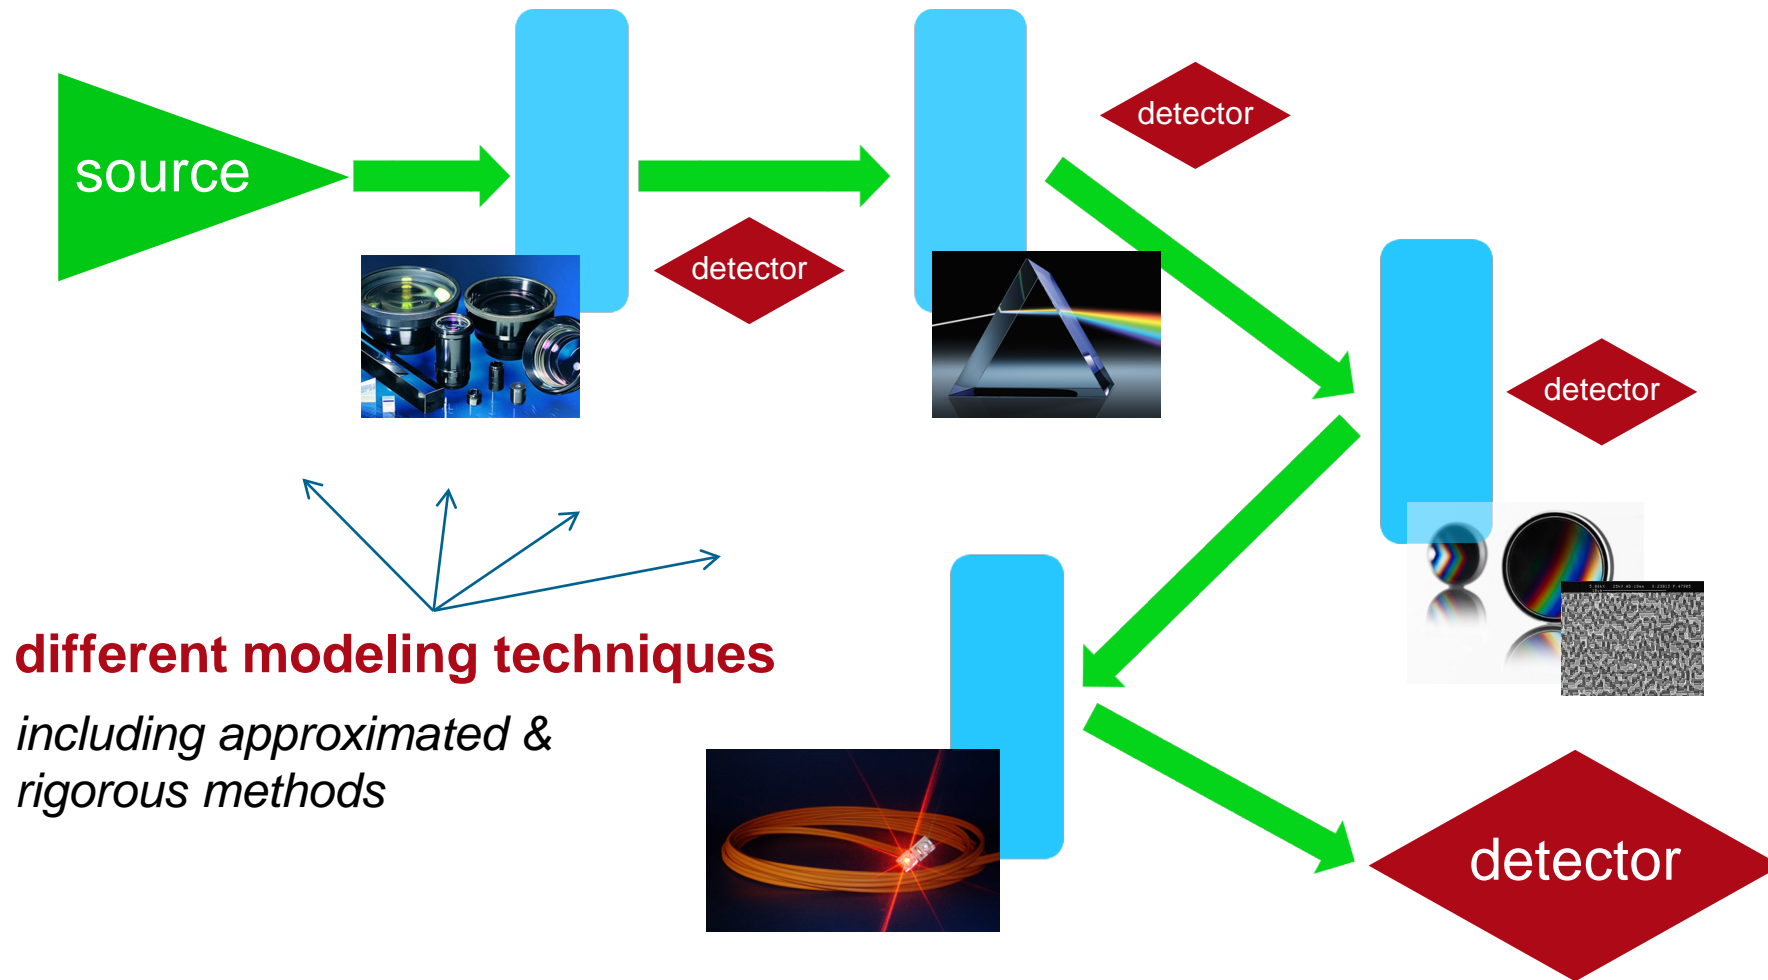 source
detector
detector
detector
different modeling techniques
including approximated &
rigorous methods
detector